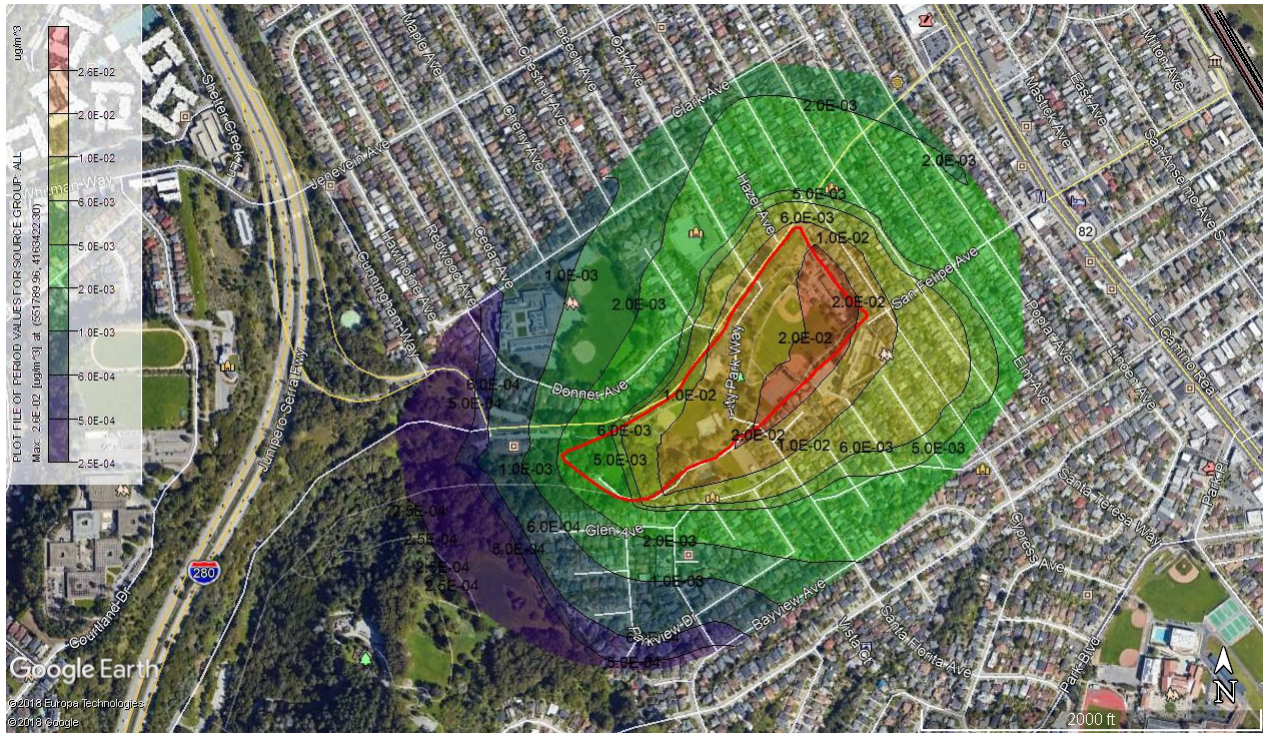 ug/m^3
PLOT FILE OF PERIOD VALUES FOR SOURCE GROUP: ALL
Max: 2.6E-02 [ug/m^3] at (551789.96, 4163422.30)
2.6E-02
2.0E-02
1.0E-02
6.0E-03
5.0E-03
2.0E-03
1.0E-03
6.0E-04
5.0E-04
2.5E-04
Whitman Way
Shelter Creek
Jenevein Ave
Maple Ave
Chestnut Ave
Beech Ave
Oak Ave
Cherry Ave
Clark Ave
Mastick Ave
East Ave
Milton Ave
San Anselmo Ave S
82
2.0E-03
2.0E-03
Hazel Ave
5.0E-03
6.0E-03
1.0E-02
San Felipe Ave
2.0E-02
2.0E-02
Cunningham Way
Hawthorne Ave
Redwood Ave
Cedar Ave
1.0E-03
2.0E-03
City Park Way
Popla Ave
Elm Ave
Linden Ave
El Camino Real
Junipero Serra Fwy
Donner Ave
6.0E-04
5.0E-04
1.0E-02
6.0E-03
5.0E-03
2.0E-02
1.0E-02
6.0E-03
5.0E-03
1.0E-03
Santa Teresa Way
Park Pl
2.5E-04
2.5E-04
2.5E-04
2.5E-04
6.0E-04
5.0E-04
Glen Ave
2.0E-03
1.0E-03
Cypress Ave
280
Courtland Dr
Parkview Dr
Bayview Ave
5.0E-04
Vista Ct
Santa Florita Ave
Park Blvd
Google Earth
©2018 Europa Technologies
©2018 Google
N
2000 ft